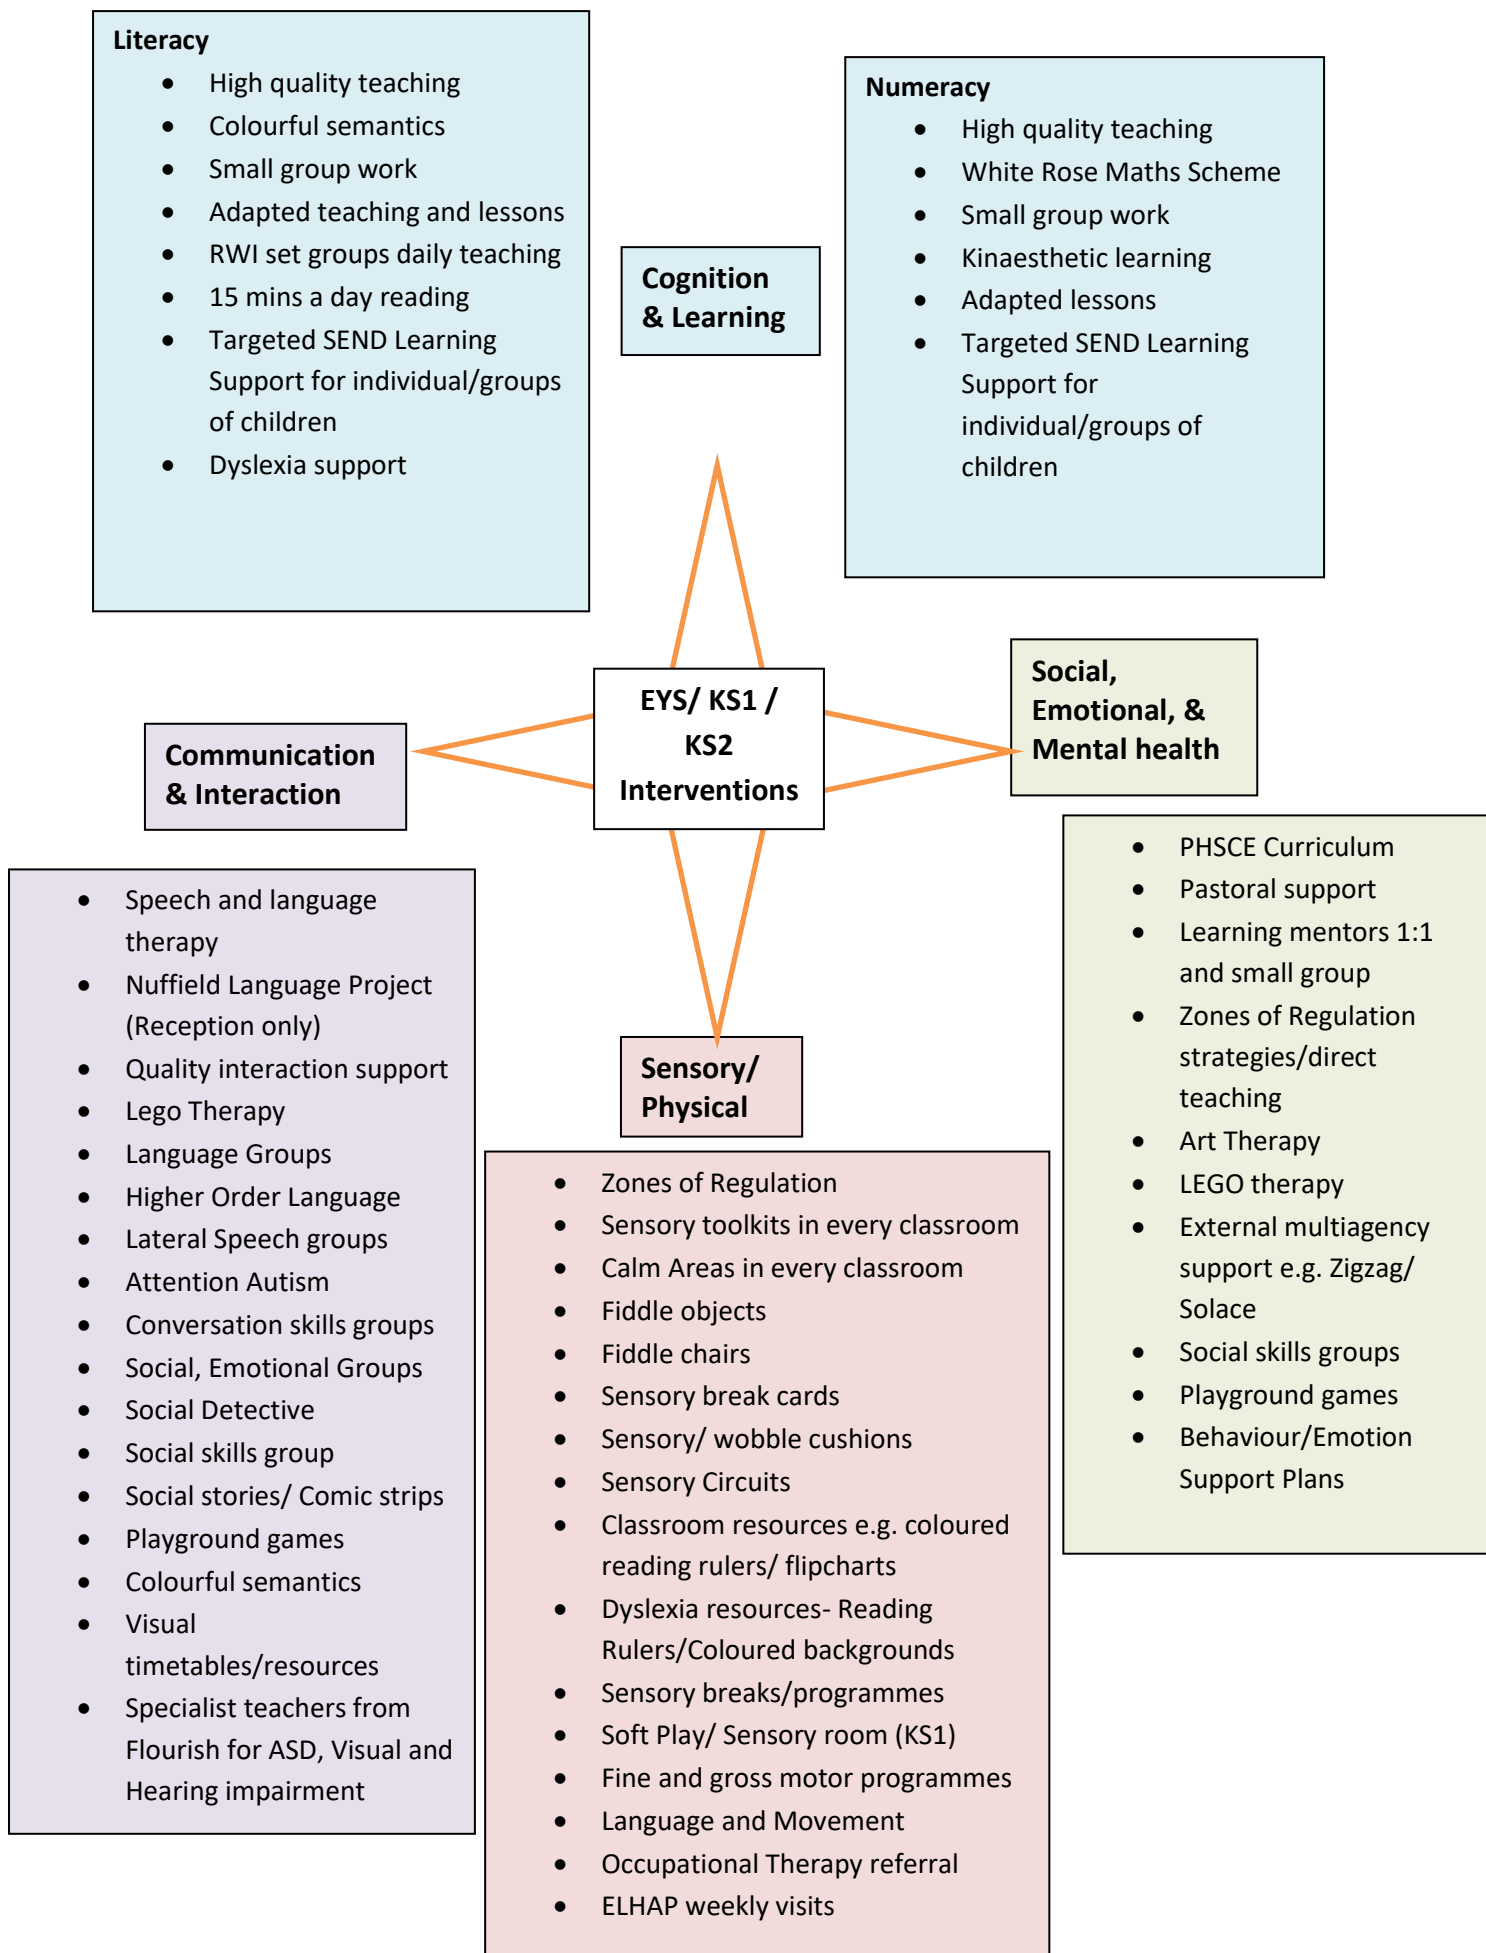 Literacy
• High quality teaching
• Colourful semantics
• Small group work
• Adapted teaching and lessons
• RWI set groups daily teaching
• 15 mins a day reading
• Targeted SEND Learning
Support for individual/groups
of children
• Dyslexia support
Numeracy
• High quality teaching
• White Rose Maths Scheme
• Small group work
• Kinaesthetic learning
• Adapted lessons
• Targeted SEND Learning
Support for
individual/groups of
children
Cognition
& Learning
EYS/ KS1 /
KS2
Interventions
Communication
& Interaction
• Speech and language
therapy
• Nuffield Language Project
(Reception only)
• Quality interaction support
• Lego Therapy
• Language Groups
• Higher Order Language
• Lateral Speech groups
• Attention Autism
• Conversation skills groups
• Social, Emotional Groups
• Social Detective
• Social skills group
• Social stories/ Comic strips
• Playground games
• Colourful semantics
• Visual
timetables/resources
• Specialist teachers from
Flourish for ASD, Visual and
Hearing impairment
Sensory/
Physical
• Zones of Regulation
• Sensory toolkits in every classroom
• Calm Areas in every classroom
• Fiddle objects
• Fiddle chairs
• Sensory break cards
• Sensory/ wobble cushions
• Sensory Circuits
• Classroom resources e.g. coloured
reading rulers/ flipcharts
• Dyslexia resources- Reading
Rulers/Coloured backgrounds
• Sensory breaks/programmes
• Soft Play/ Sensory room (KS1)
• Fine and gross motor programmes
• Language and Movement
• Occupational Therapy referral
• ELHAP weekly visits
Social,
Emotional, &
Mental health
• PHSCE Curriculum
• Pastoral support
• Learning mentors 1:1
and small group
• Zones of Regulation
strategies/direct
teaching
• Art Therapy
• LEGO therapy
• External multiagency
support e.g. Zigzag/
Solace
• Social skills groups
• Playground games
• Behaviour/Emotion
Support Plans